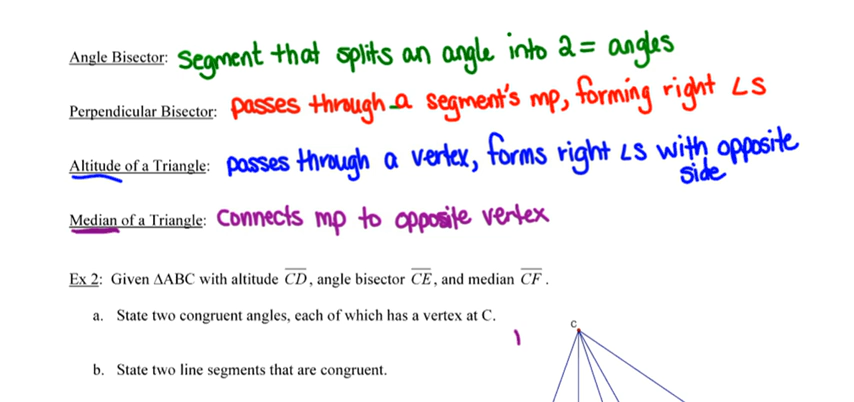 Angle Bisector: Segment that splits an angle into 2 = angles
Perpendicular Bisector: passes through a segment's mp, forming right ∠S
Altitude of a Triangle: passes through a vertex, forms right ∠S with opposite
side
Median of a Triangle: Connects mp to opposite vertex
Ex 2: Given ΔABC with altitude C̅D̅, angle bisector C̅E̅, and median C̅F̅.
a. State two congruent angles, each of which has a vertex at C.
C
b. State two line segments that are congruent.